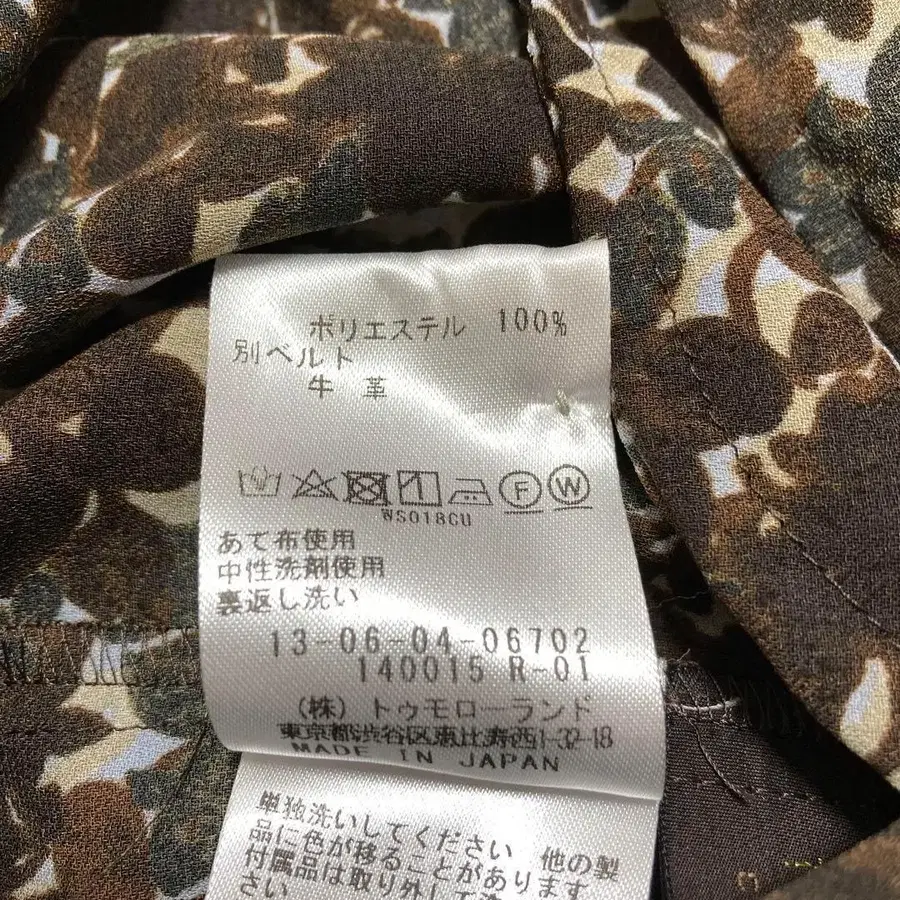 ポリエステル 100%
別ベルト
牛 革
F W
WS018CU
あて布使用
中性洗剤使用
裏返し洗い
13-06-04-06702
140015 R-01
(株) トゥモローランド
東京都渋谷区恵比寿西1-32-18
MADE IN JAPAN
単独洗いしてください 他の製
品に色が移ることがあります
付属品は取り外して洗
さい